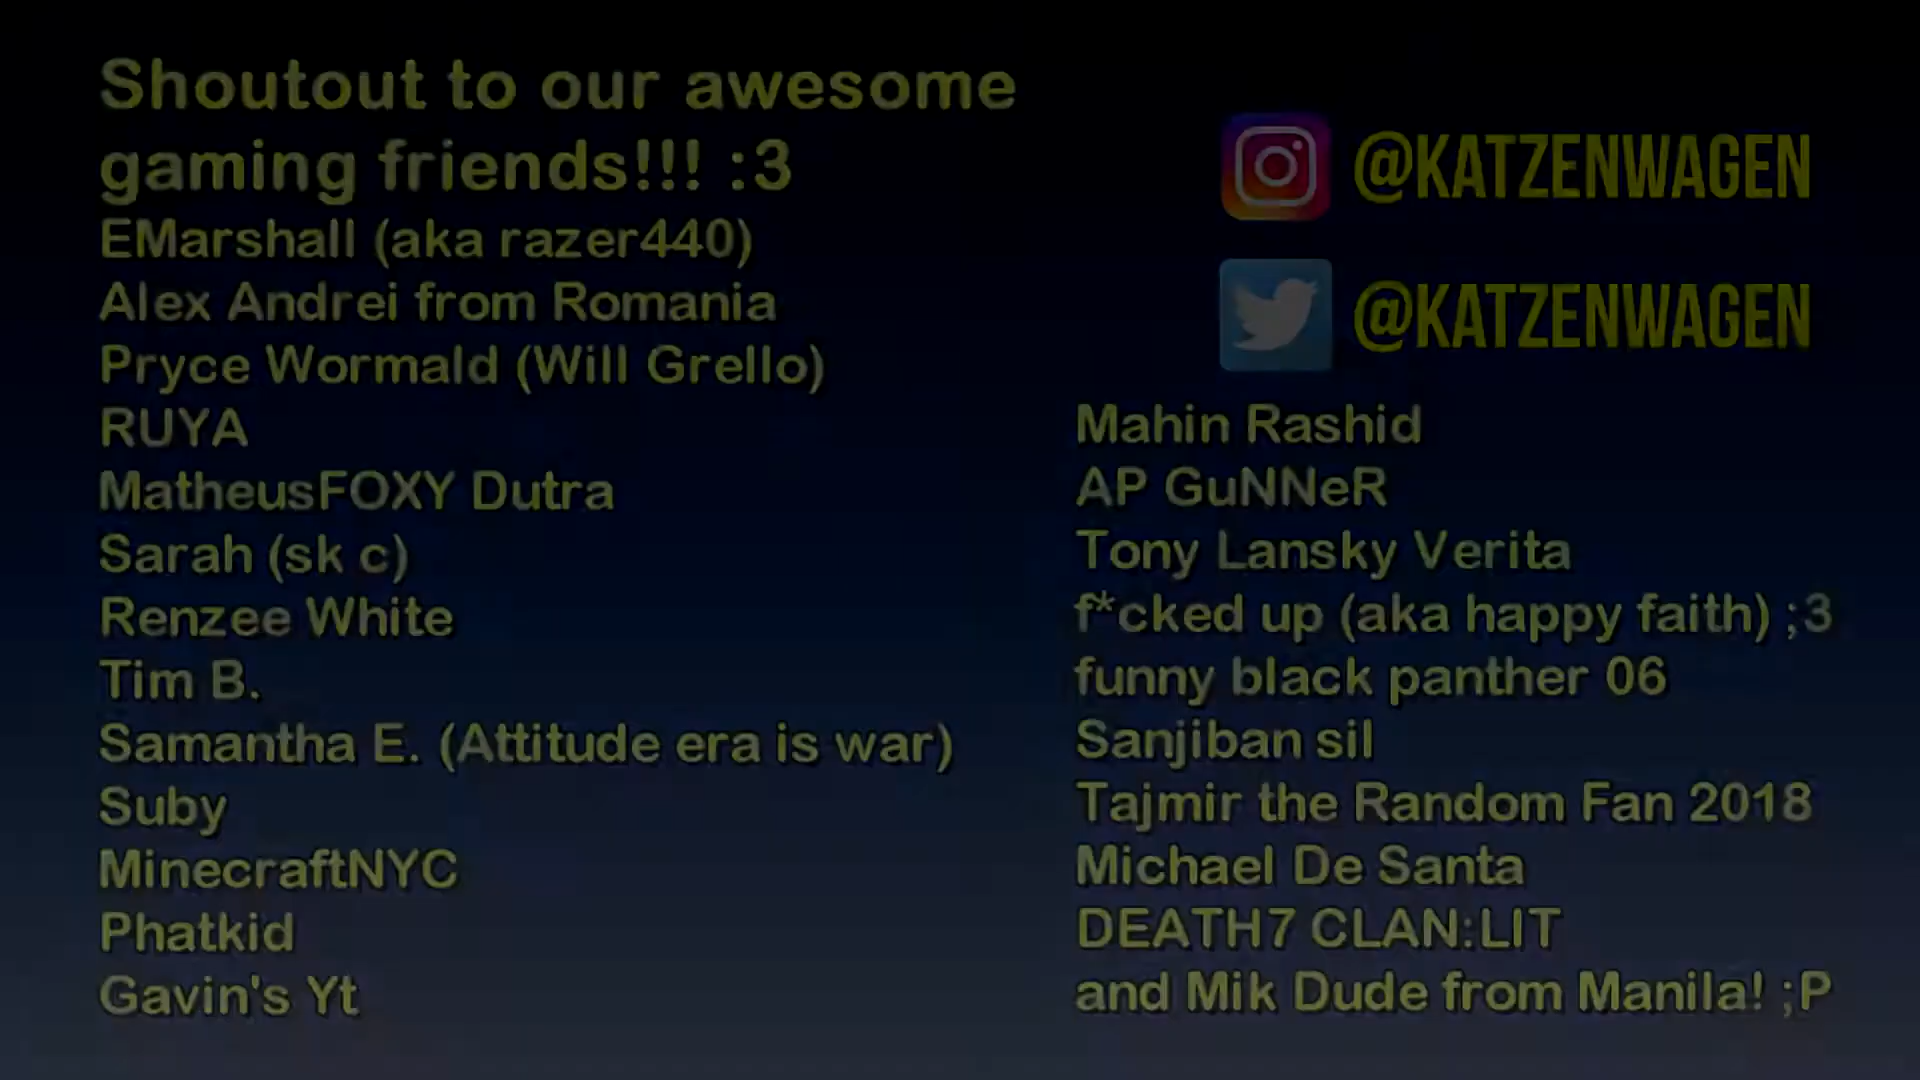 Shoutout to our awesome
gaming friends!!! :3
EMarshall (aka razer440)
Alex Andrei from Romania
Pryce Wormald (Will Grello)
RUYA
MatheusFOXY Dutra
Sarah (sk c)
Renzee White
Tim B.
Samantha E. (Attitude era is war)
Suby
MinecraftNYC
Phatkid
Gavin's Yt
@KATZENWAGEN
@KATZENWAGEN
Mahin Rashid
AP GuNNeR
Tony Lansky Verita
f*cked up (aka happy faith) ;3
funny black panther 06
Sanjiban sil
Tajmir the Random Fan 2018
Michael De Santa
DEATH7 CLAN:LIT
and Mik Dude from Manila! ;P